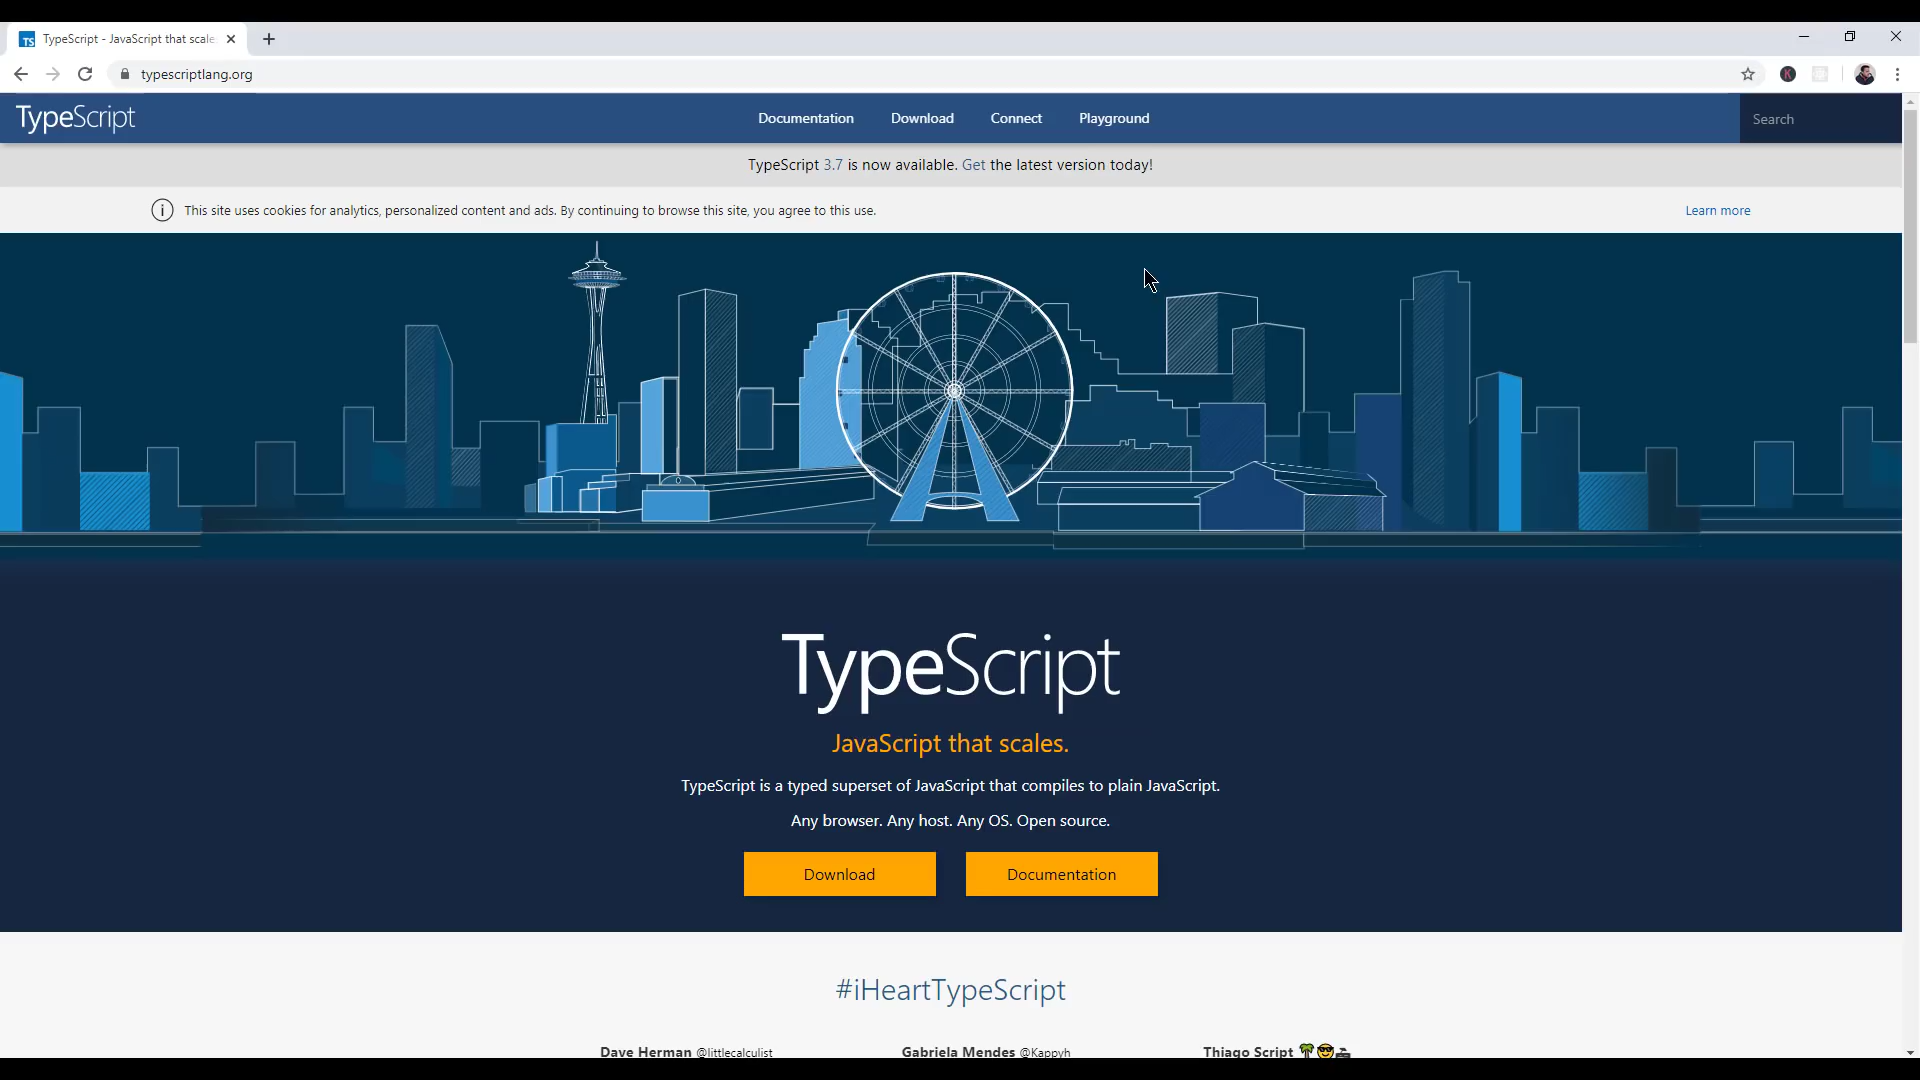 TS TypeScript - JavaScript that scale
typescriptlang.org
K
TypeScript
Documentation
Download
Connect
Playground
Search
TypeScript 3.7 is now available. Get the latest version today!
This site uses cookies for analytics, personalized content and ads. By continuing to browse this site, you agree to this use.
Learn more
TypeScript
JavaScript that scales.
TypeScript is a typed superset of JavaScript that compiles to plain JavaScript.
Any browser. Any host. Any OS. Open source.
Download
Documentation
#iHeartTypeScript
Dave Herman @littlecalculist
Gabriela Mendes @Kappyh
Thiago Script 🌴😎